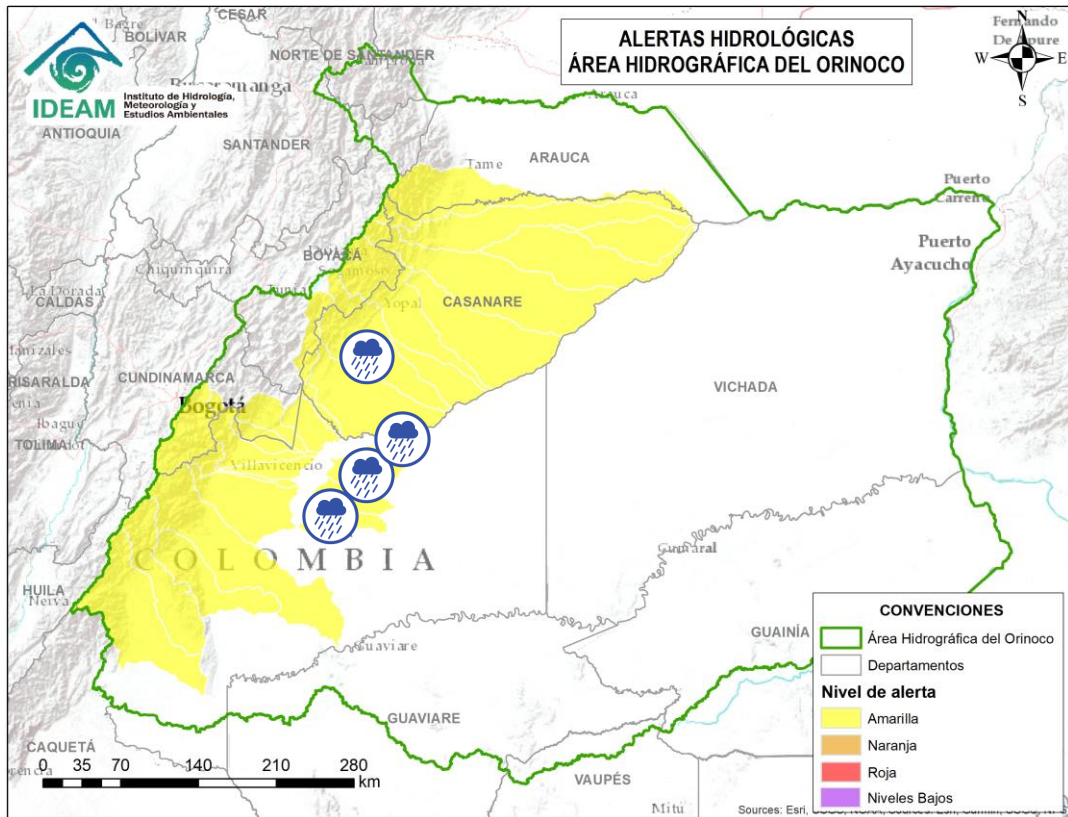 ALERTAS HIDROLÓGICAS
ÁREA HIDROGRÁFICA DEL ORINOCO
IDEAM
Instituto de Hidrología,
Meteorología y
Estudios Ambientales
N
W E
S
CESAR
BOLÍVAR
NORTE DE SANTANDER
Arauca
ANTIOQUIA
SANTANDER
ARAUCA
Tame
Puerto
Carreño
Puerto
Ayacucho
BOYACÁ
Sogamoso
Chiquinquirá
Tunja
La Dorada
CALDAS
Yopal
CASANARE
CUNDINAMARCA
RISARALDA
Bogotá
VICHADA
Ibagué
TOLIMA
Villavicencio
COLOMBIA
HUILA
Neiva
Guaviare
GUAINÍA
GUAVIARE
CAQUETÁ
VAUPÉS
Mitú
0 35 70 140 210 280
km
CONVENCIONES
Área Hidrográfica del Orinoco
Departamentos
Nivel de alerta
Amarilla
Naranja
Roja
Niveles Bajos
Sources: Esri,